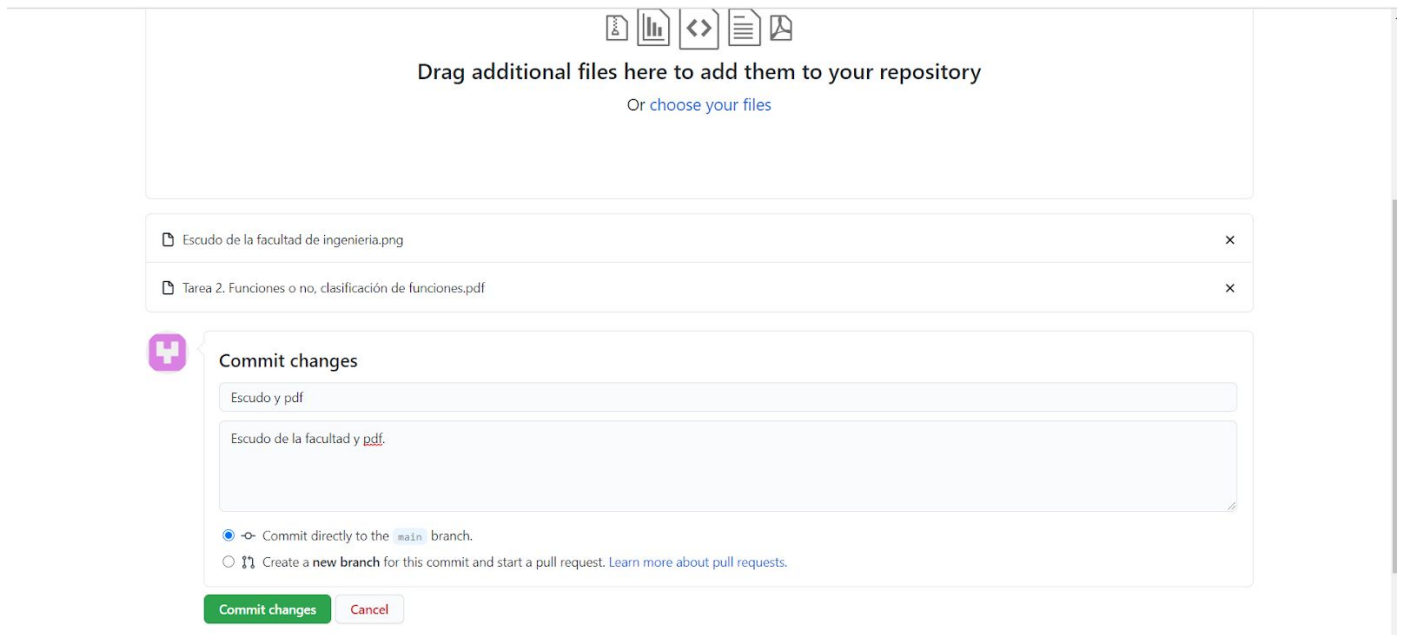 Drag additional files here to add them to your repository
Or choose your files
Escudo de la facultad de ingenieria.png
Tarea 2. Funciones o no, clasificación de funciones.pdf
Commit changes
Escudo y pdf
Escudo de la facultad y pdf.
Commit directly to the main branch.
Create a new branch for this commit and start a pull request. Learn more about pull requests.
Commit changes Cancel